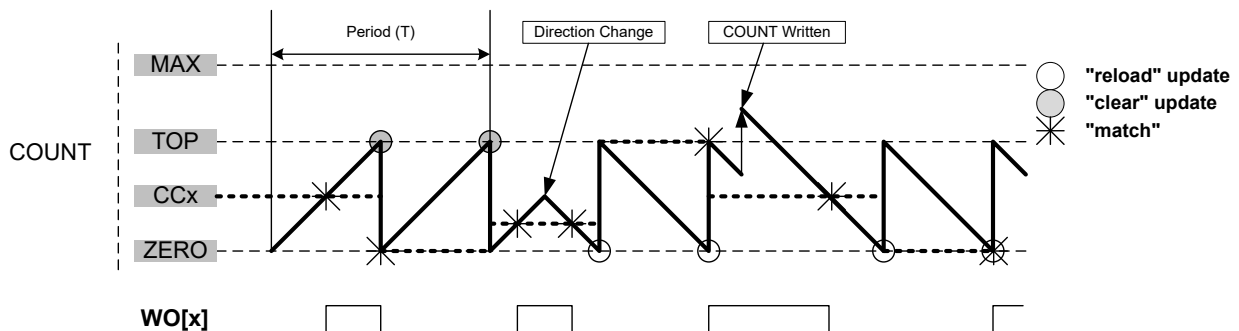 Period (T)
Direction Change
COUNT Written
MAX
"reload" update
"clear" update
"match"
TOP
COUNT
CCx
ZERO
WO[x]